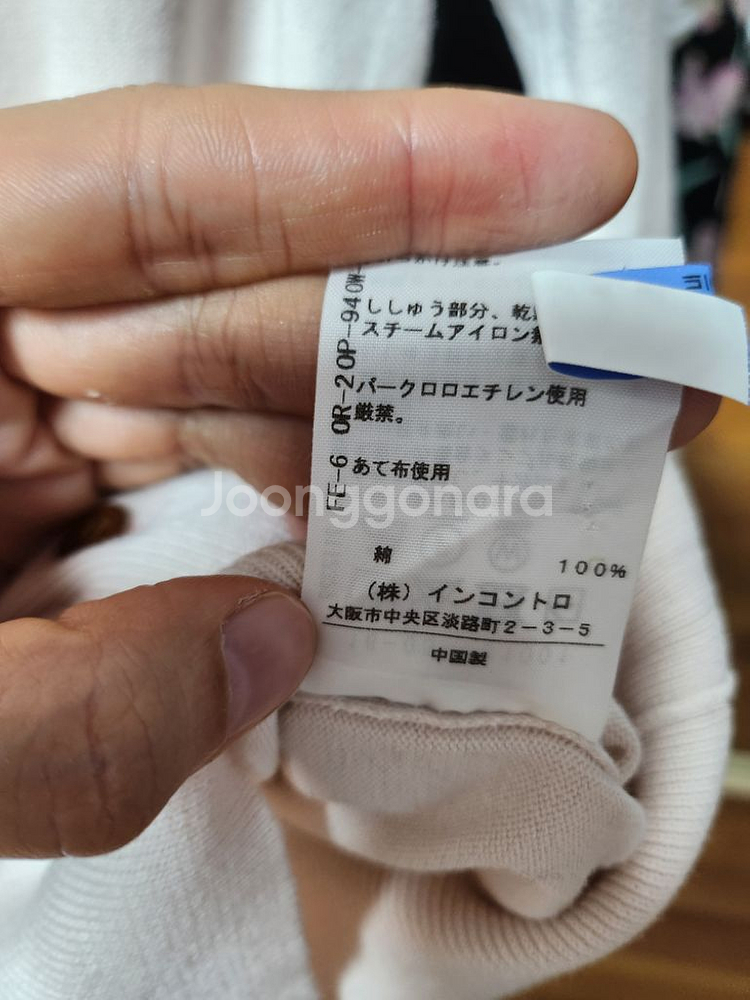 ししゅう部分、乾
スチームアイロン
パークロロエチレン使用
厳禁。
あて布使用
綿 100%
(株)インコントロ
大阪市中央区淡路町2-3-5
中国製
FE-6 OR-2 OP-94 OW-
Joonggonara